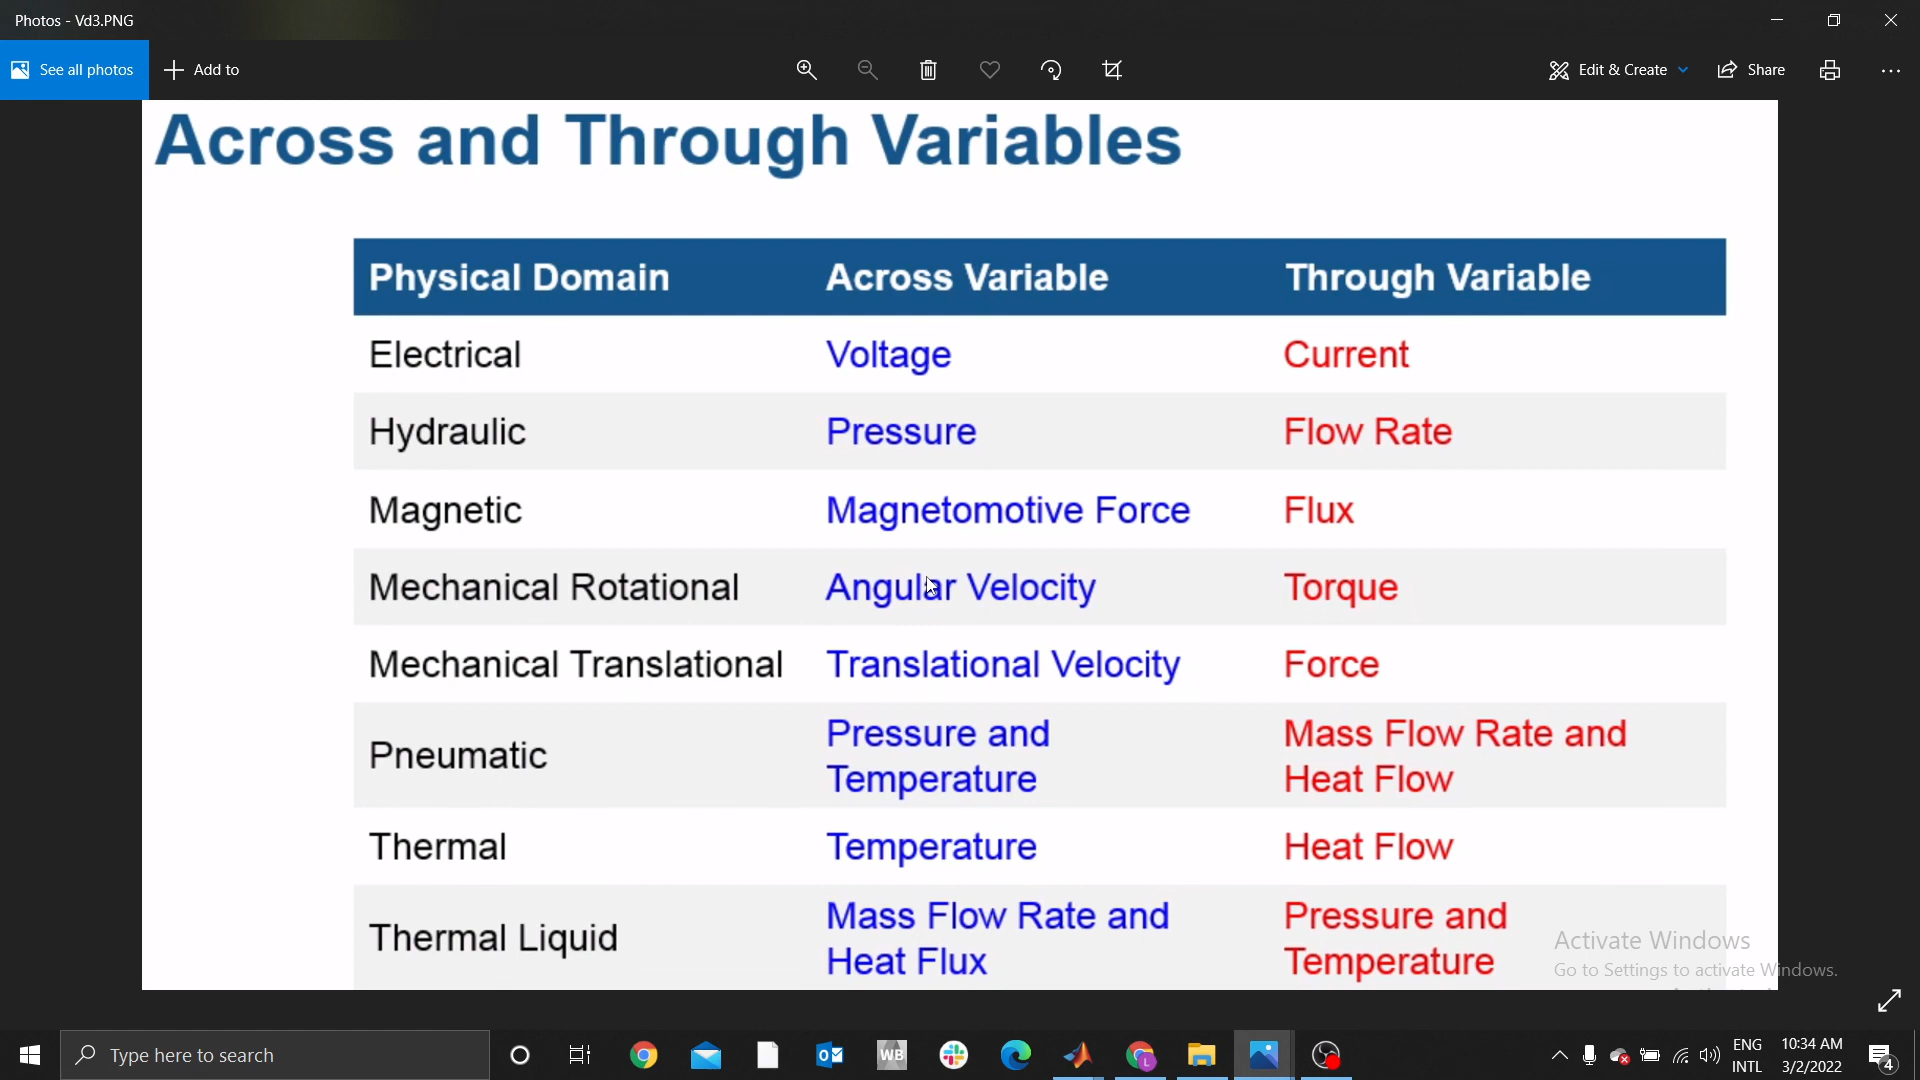 Photos - Vd3.PNG
See all photos
Add to
Edit & Create
Share
Across and Through Variables
Physical Domain Across Variable Through Variable
Electrical Voltage Current
Hydraulic Pressure Flow Rate
Magnetic Magnetomotive Force Flux
Mechanical Rotational Angular Velocity Torque
Mechanical Translational Translational Velocity Force
Pneumatic Pressure and Temperature Mass Flow Rate and Heat Flow
Thermal Temperature Heat Flow
Thermal Liquid Mass Flow Rate and Heat Flux Pressure and Temperature
Activate Windows
Go to Settings to activate Windows.
Type here to search
WB
ENG
INTL
10:34 AM
3/2/2022
4